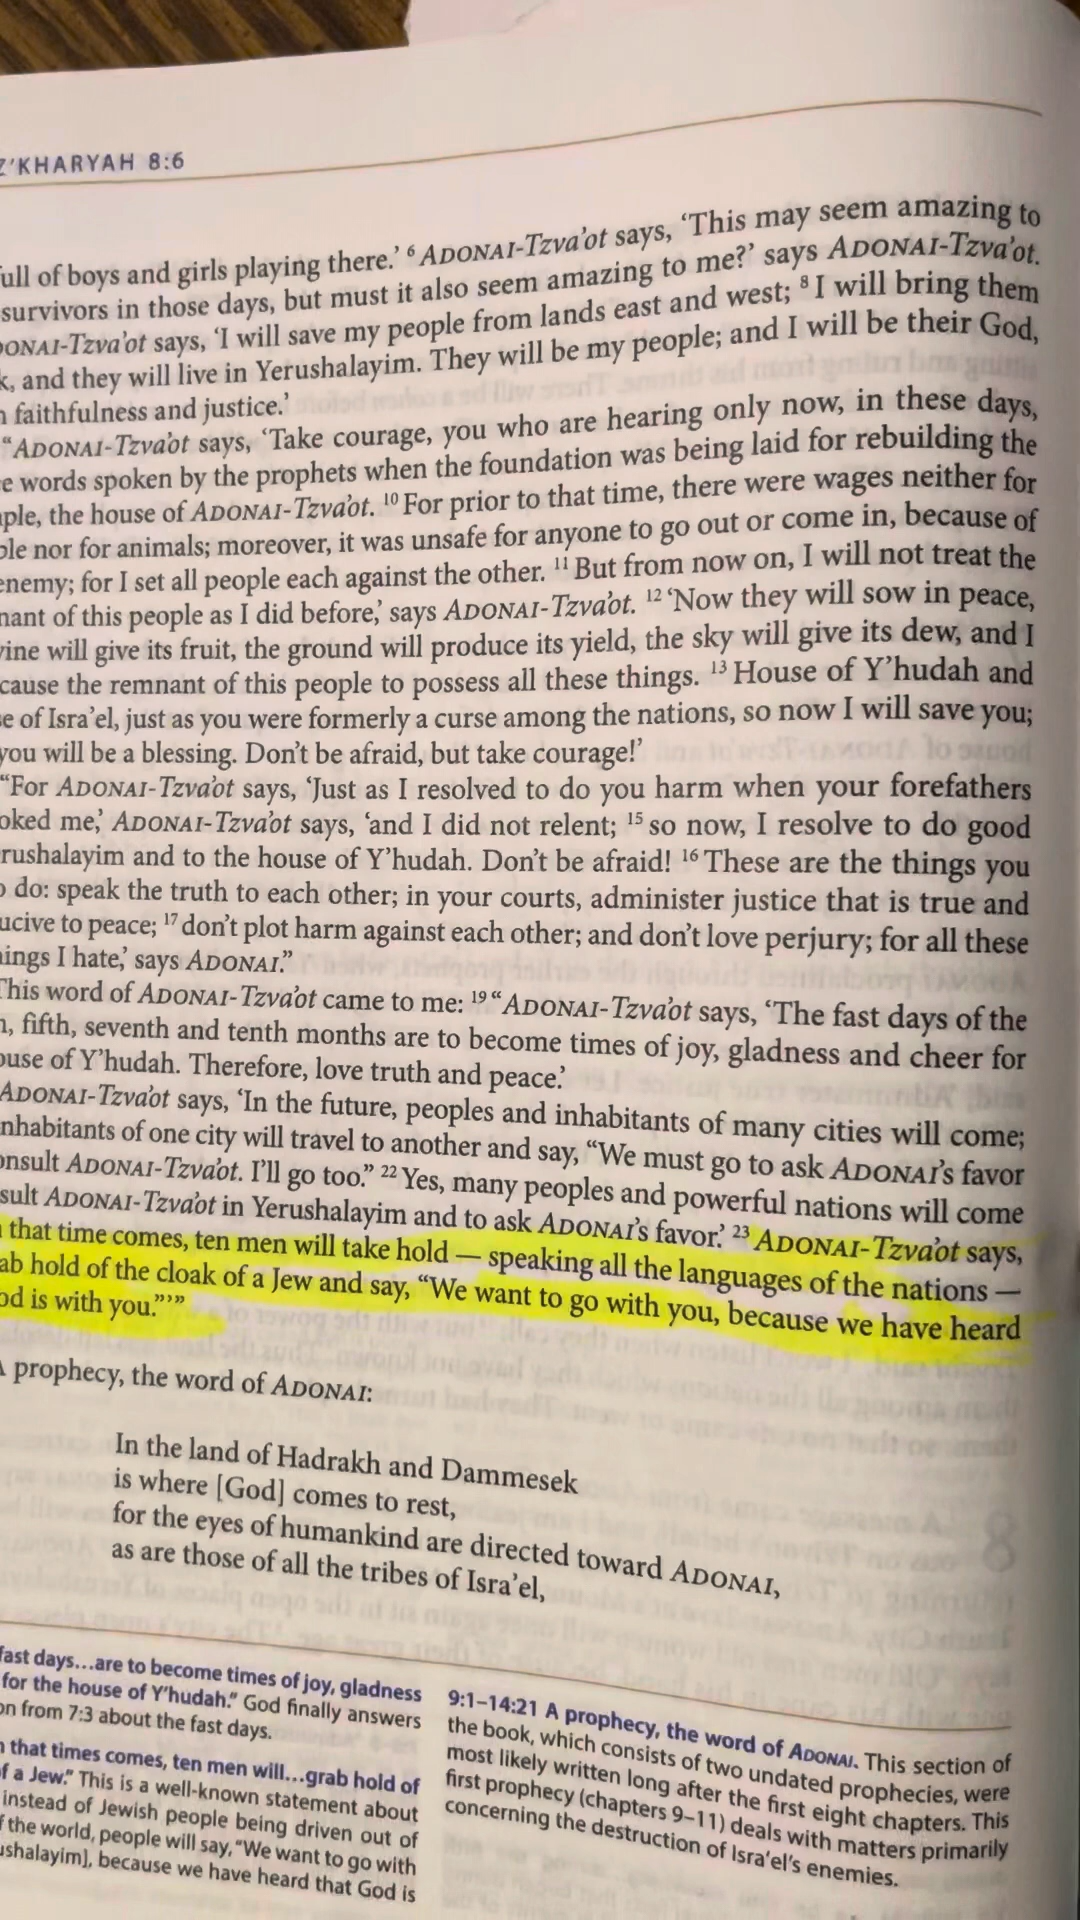 Z'KHARYAH 8:6
full of boys and girls playing there.’ 6 ADONAI-Tzva’ot says, ‘This may seem amazing to
survivors in those days, but must it also seem amazing to me?’ says ADONAI-Tzva’ot.
ONAI-Tzva’ot says, ‘I will save my people from lands east and west; 8 I will bring them
k, and they will live in Yerushalayim. They will be my people; and I will be their God,
faithfulness and justice.’
“ADONAI-Tzva’ot says, ‘Take courage, you who are hearing only now, in these days,
e words spoken by the prophets when the foundation was being laid for rebuilding the
ple, the house of ADONAI-Tzva’ot. 10 For prior to that time, there were wages neither for
ple nor for animals; moreover, it was unsafe for anyone to go out or come in, because of
enemy; for I set all people each against the other. 11 But from now on, I will not treat the
nant of this people as I did before,’ says ADONAI-Tzva’ot. 12 ‘Now they will sow in peace,
vine will give its fruit, the ground will produce its yield, the sky will give its dew, and I
cause the remnant of this people to possess all these things. 13 House of Y’hudah and
e of Isra’el, just as you were formerly a curse among the nations, so now I will save you;
you will be a blessing. Don’t be afraid, but take courage!’
“For ADONAI-Tzva’ot says, ‘Just as I resolved to do you harm when your forefathers
oked me,’ ADONAI-Tzva’ot says, ‘and I did not relent; 15 so now, I resolve to do good
rushalayim and to the house of Y’hudah. Don’t be afraid! 16 These are the things you
o do: speak the truth to each other; in your courts, administer justice that is true and
ucive to peace; 17 don’t plot harm against each other; and don’t love perjury; for all these
ings I hate,’ says ADONAI.”
This word of ADONAI-Tzva’ot came to me: 19 “ADONAI-Tzva’ot says, ‘The fast days of the
h, fifth, seventh and tenth months are to become times of joy, gladness and cheer for
ouse of Y’hudah. Therefore, love truth and peace.’
ADONAI-Tzva’ot says, ‘In the future, peoples and inhabitants of many cities will come;
nhabitants of one city will travel to another and say, “We must go to ask ADONAI’s favor
onsult ADONAI-Tzva’ot. I’ll go too.” 22 Yes, many peoples and powerful nations will come
sult ADONAI-Tzva’ot in Yerushalayim and to ask ADONAI’s favor.’ 23 ADONAI-Tzva’ot says,
that time comes, ten men will take hold — speaking all the languages of the nations —
ab hold of the cloak of a Jew and say, “We want to go with you, because we have heard
od is with you.”’”
A prophecy, the word of ADONAI:
In the land of Hadrakh and Dammesek
is where [God] comes to rest,
for the eyes of humankind are directed toward ADONAI,
as are those of all the tribes of Isra’el,
fast days...are to become times of joy, gladness
for the house of Y’hudah.” God finally answers
on from 7:3 about the fast days.
that times comes, ten men will...grab hold of
f a Jew.” This is a well-known statement about
instead of Jewish people being driven out of
f the world, people will say, “We want to go with
ushalayim], because we have heard that God is
9:1–14:21 A prophecy, the word of ADONAI. This section of
the book, which consists of two undated prophecies, were
most likely written long after the first eight chapters. This
first prophecy (chapters 9–11) deals with matters primarily
concerning the destruction of Isra’el’s enemies.